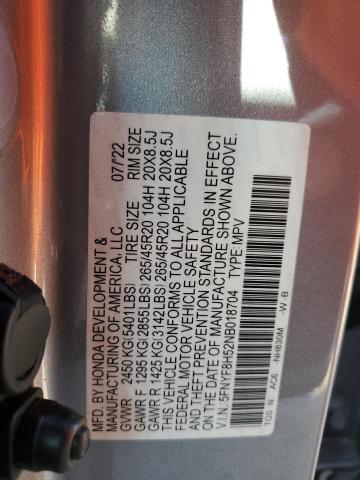 MFD. BY HONDA DEVELOPMENT &
MANUFACTURING OF AMERICA, LLC 07/22
GVWR 2450 KG(5401LBS) TIRE SIZE RIM SIZE
GAWR F 1295 KG(2855LBS) 265/45R20 104H 20X8.5J
GAWR R 1425 KG(3142LBS) 265/45R20 104H 20X8.5J
THIS VEHICLE CONFORMS TO ALL APPLICABLE
FEDERAL MOTOR VEHICLE SAFETY
AND THEFT PREVENTION STANDARDS IN EFFECT
ON THE DATE OF MANUFACTURE SHOWN ABOVE.
V.I.N. :5FNYF8H52NB018704 TYPE:MPV
TGS N AC6 -NH830M -W -B